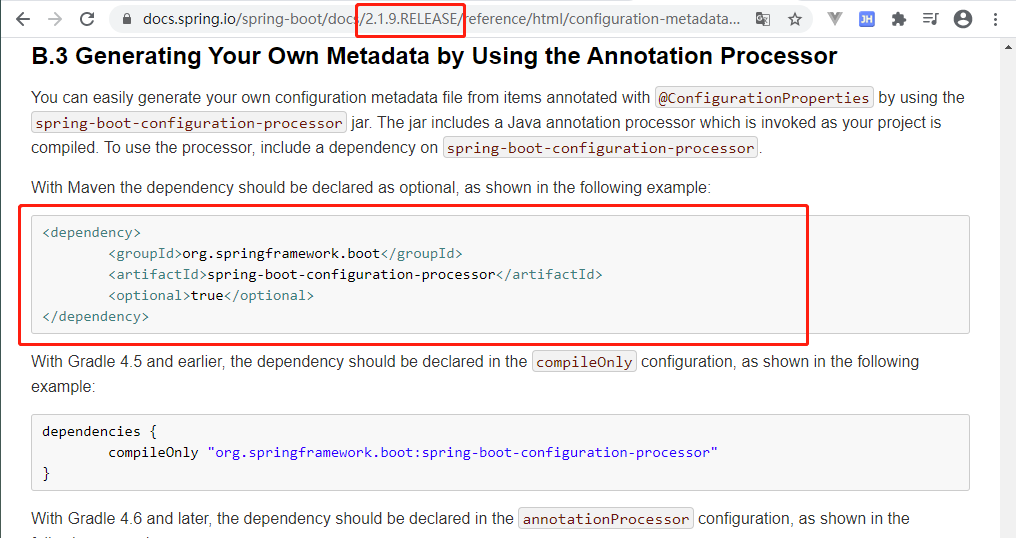 docs.spring.io/spring-boot/docs/2.1.9.RELEASE/reference/html/configuration-metadata...
JH
B.3 Generating Your Own Metadata by Using the Annotation Processor
You can easily generate your own configuration metadata file from items annotated with @ConfigurationProperties by using the
spring-boot-configuration-processor jar. The jar includes a Java annotation processor which is invoked as your project is
compiled. To use the processor, include a dependency on spring-boot-configuration-processor.
With Maven the dependency should be declared as optional, as shown in the following example:
<dependency>
<groupId>org.springframework.boot</groupId>
<artifactId>spring-boot-configuration-processor</artifactId>
<optional>true</optional>
</dependency>
With Gradle 4.5 and earlier, the dependency should be declared in the compileOnly configuration, as shown in the following
example:
dependencies {
compileOnly "org.springframework.boot:spring-boot-configuration-processor"
}
With Gradle 4.6 and later, the dependency should be declared in the annotationProcessor configuration, as shown in the